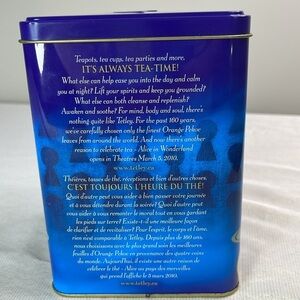 Teapots, tea cups, tea parties and more,
IT'S ALWAYS TEA-TIME!
What else can help ease you into the day and calm
you at night? Lift your spirits and keep you grounded?
What else can both cleanse and replenish?
Awaken and soothe? For mind, body and soul, there's
nothing quite like Tetley. For the past 160 years,
we've carefully chosen only the finest Orange Pekoe
leaves from around the world. And now there's another
reason to celebrate tea - Alice in Wonderland
opens in Theatres March 5, 2010.
www.tetley.ca
Théières, tasses de thé, réceptions et bien d'autres choses.
C'EST TOUJOURS L'HEURE DU THÉ!
Quoi d'autre peut vous aider à bien passer votre journée
et à vous détendre durant la soirée? Quoi d'autre peut
vous aider à vous remonter le moral tout en vous gardant
les pieds sur terre? Existe-t-il une meilleure façon
de clarifier et de revitaliser? Pour l'esprit, le corps et l'âme,
rien n'est comparable à Tetley. Depuis plus de 160 ans,
nous choisissons avec le plus grand soin les meilleures
feuilles d'Orange Pekoe en provenance des quatre coins
du monde. Aujourd'hui, il existe une autre raison de
célébrer le thé - Alice au pays des merveilles
qui prend l'affiche le 5 mars 2010.
www.tetley.ca